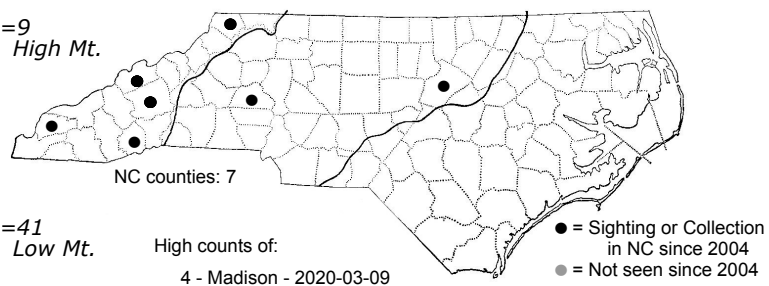 =9
High Mt.
NC counties: 7
=41
Low Mt.
High counts of:
4 - Madison - 2020-03-09
● = Sighting or Collection
in NC since 2004
● = Not seen since 2004